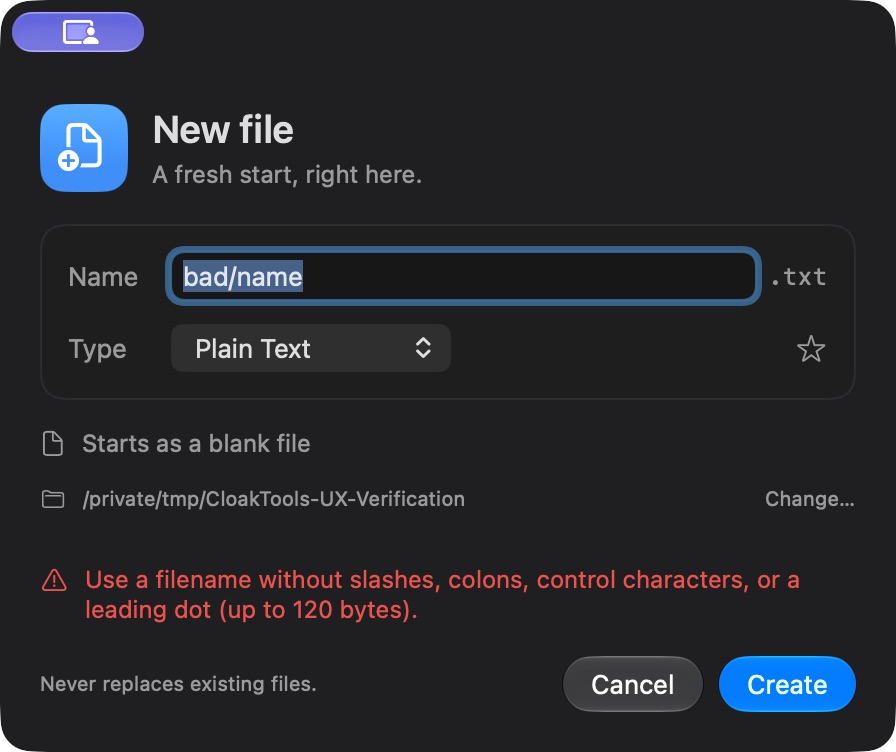 New file
A fresh start, right here.
Name bad/name .txt
Type Plain Text
Starts as a blank file
/private/tmp/CloakTools-UX-Verification Change...
Use a filename without slashes, colons, control characters, or a
leading dot (up to 120 bytes).
Never replaces existing files. Cancel Create